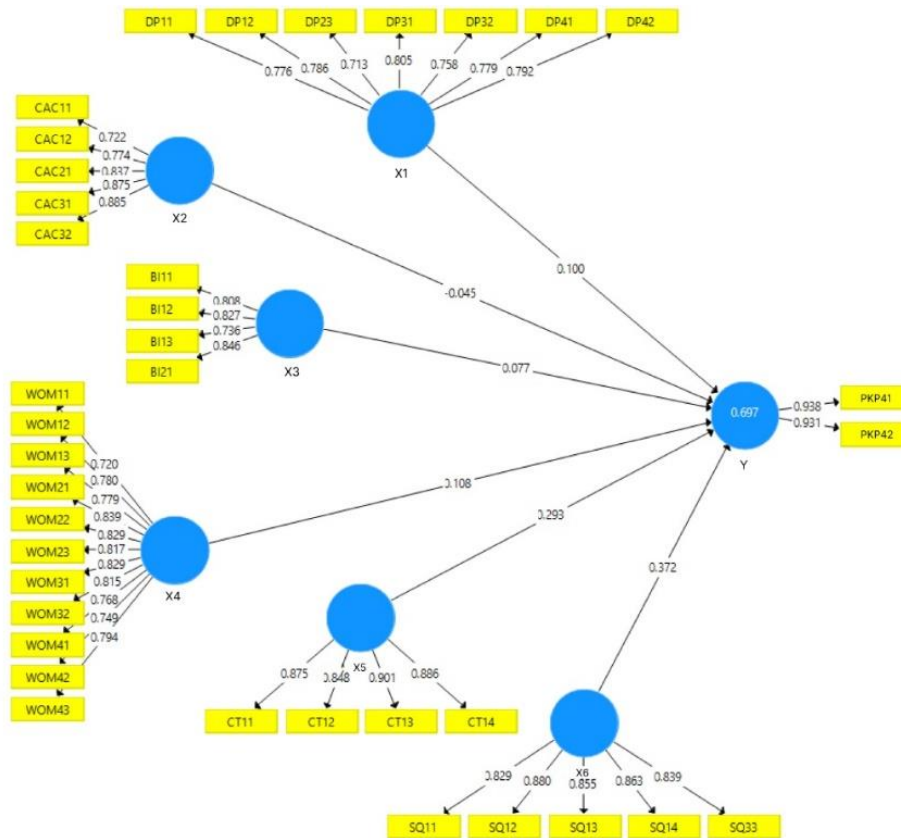 DP11 DP12 DP23 DP31 DP32 DP41 DP42
0.776 0.786 0.713 0.805 0.758 0.779 0.792
X1
CAC11
CAC12
CAC21
CAC31
CAC32
0.722
0.774
0.837
0.875
0.885
X2
0.100
-0.045
BI11
BI12
BI13
BI21
0.808
0.827
0.736
0.846
X3
0.077
0.697
Y
0.938
0.931
PKP41
PKP42
WOM11
WOM12
WOM13
WOM21
WOM22
WOM23
WOM31
WOM32
WOM41
WOM42
WOM43
0.720
0.780
0.779
0.839
0.829
0.817
0.829
0.815
0.768
0.749
0.794
X4
0.108
0.293
0.372
X5
0.875 0.848 0.901 0.886
CT11 CT12 CT13 CT14
X6
0.829 0.880 0.855 0.863 0.839
SQ11 SQ12 SQ13 SQ14 SQ33